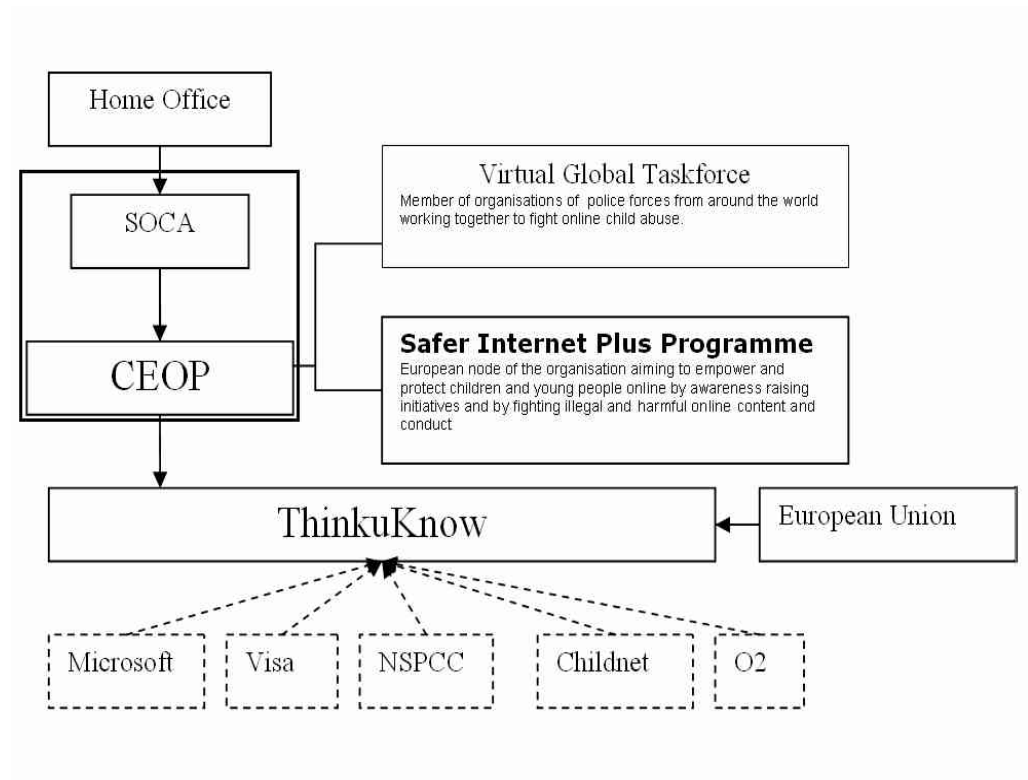 Home Office
SOCA
CEOP
Virtual Global Taskforce
Member of organisations of police forces from around the world
working together to fight online child abuse.
Safer Internet Plus Programme
European node of the organisation aiming to empower and
protect children and young people online by awareness raising
initiatives and by fighting illegal and harmful online content and
conduct
ThinkuKnow
European Union
Microsoft
Visa
NSPCC
Childnet
O2